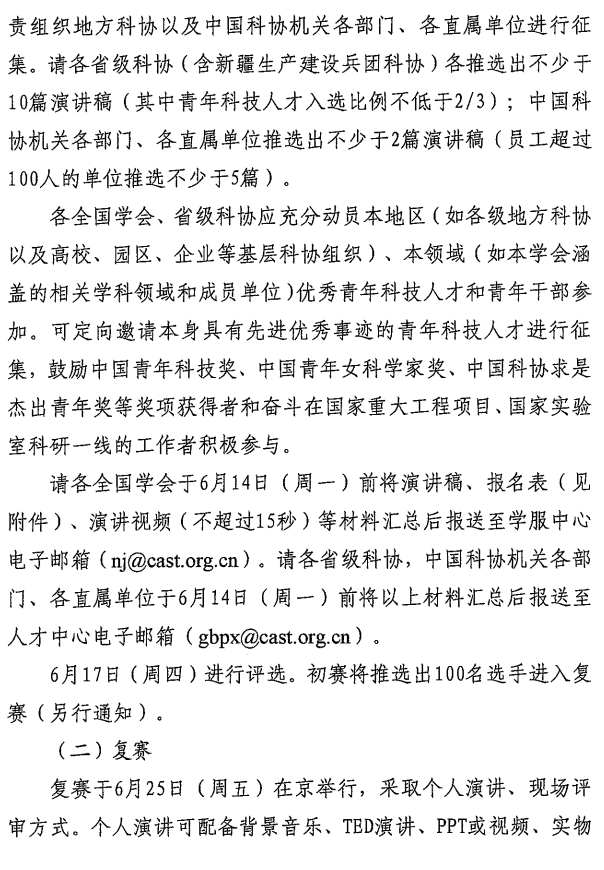 责组织地方科协以及中国科协机关各部门、各直属单位进行征
集。请各省级科协（含新疆生产建设兵团科协）各推选出不少于
10篇演讲稿（其中青年科技人才入选比例不低于2/3）；中国科
协机关各部门、各直属单位推选出不少于2篇演讲稿（员工超过
100人的单位推选不少于5篇）。
各全国学会、省级科协应充分动员本地区（如各级地方科协
以及高校、园区、企业等基层科协组织）、本领域（如本学会涵
盖的相关学科领域和成员单位)优秀青年科技人才和青年干部参
加。可定向邀请本身具有先进优秀事迹的青年科技人才进行征
集，鼓励中国青年科技奖、中国青年女科学家奖、中国科协求是
杰出青年奖等奖项获得者和奋斗在国家重大工程项目、国家实验
室科研一线的工作者积极参与。
请各全国学会于6月14日（周一）前将演讲稿、报名表（见
附件）、演讲视频（不超过15秒）等材料汇总后报送至学服中心
电子邮箱（nj@cast.org.cn）。请各省级科协，中国科协机关各部
门、各直属单位于6月14日（周一）前将以上材料汇总后报送至
人才中心电子邮箱（gbpx@cast.org.cn）。
6月17日（周四）进行评选。初赛将推选出100名选手进入复
赛（另行通知）。
（二）复赛
复赛于6月25日（周五）在京举行，采取个人演讲、现场评
审方式。个人演讲可配备背景音乐、TED演讲、PPT或视频、实物